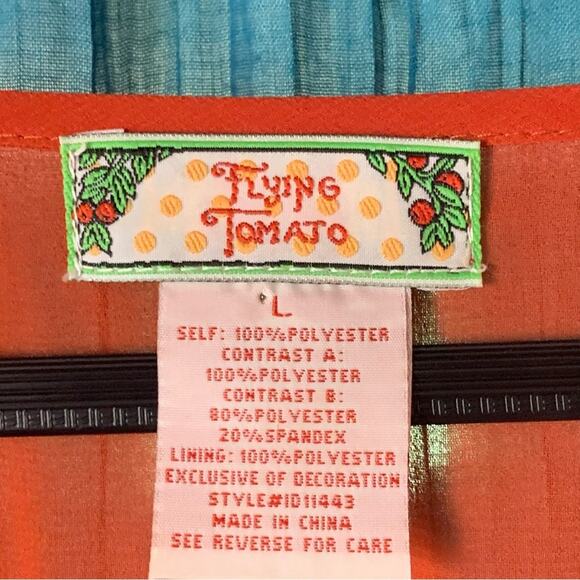 FLYING
TOMATO
L
SELF: 100%POLYESTER
CONTRAST A:
100%POLYESTER
CONTRAST B:
80%POLYESTER
20%SPANDEX
LINING: 100%POLYESTER
EXCLUSIVE OF DECORATION
STYLE#ID11443
MADE IN CHINA
SEE REVERSE FOR CARE